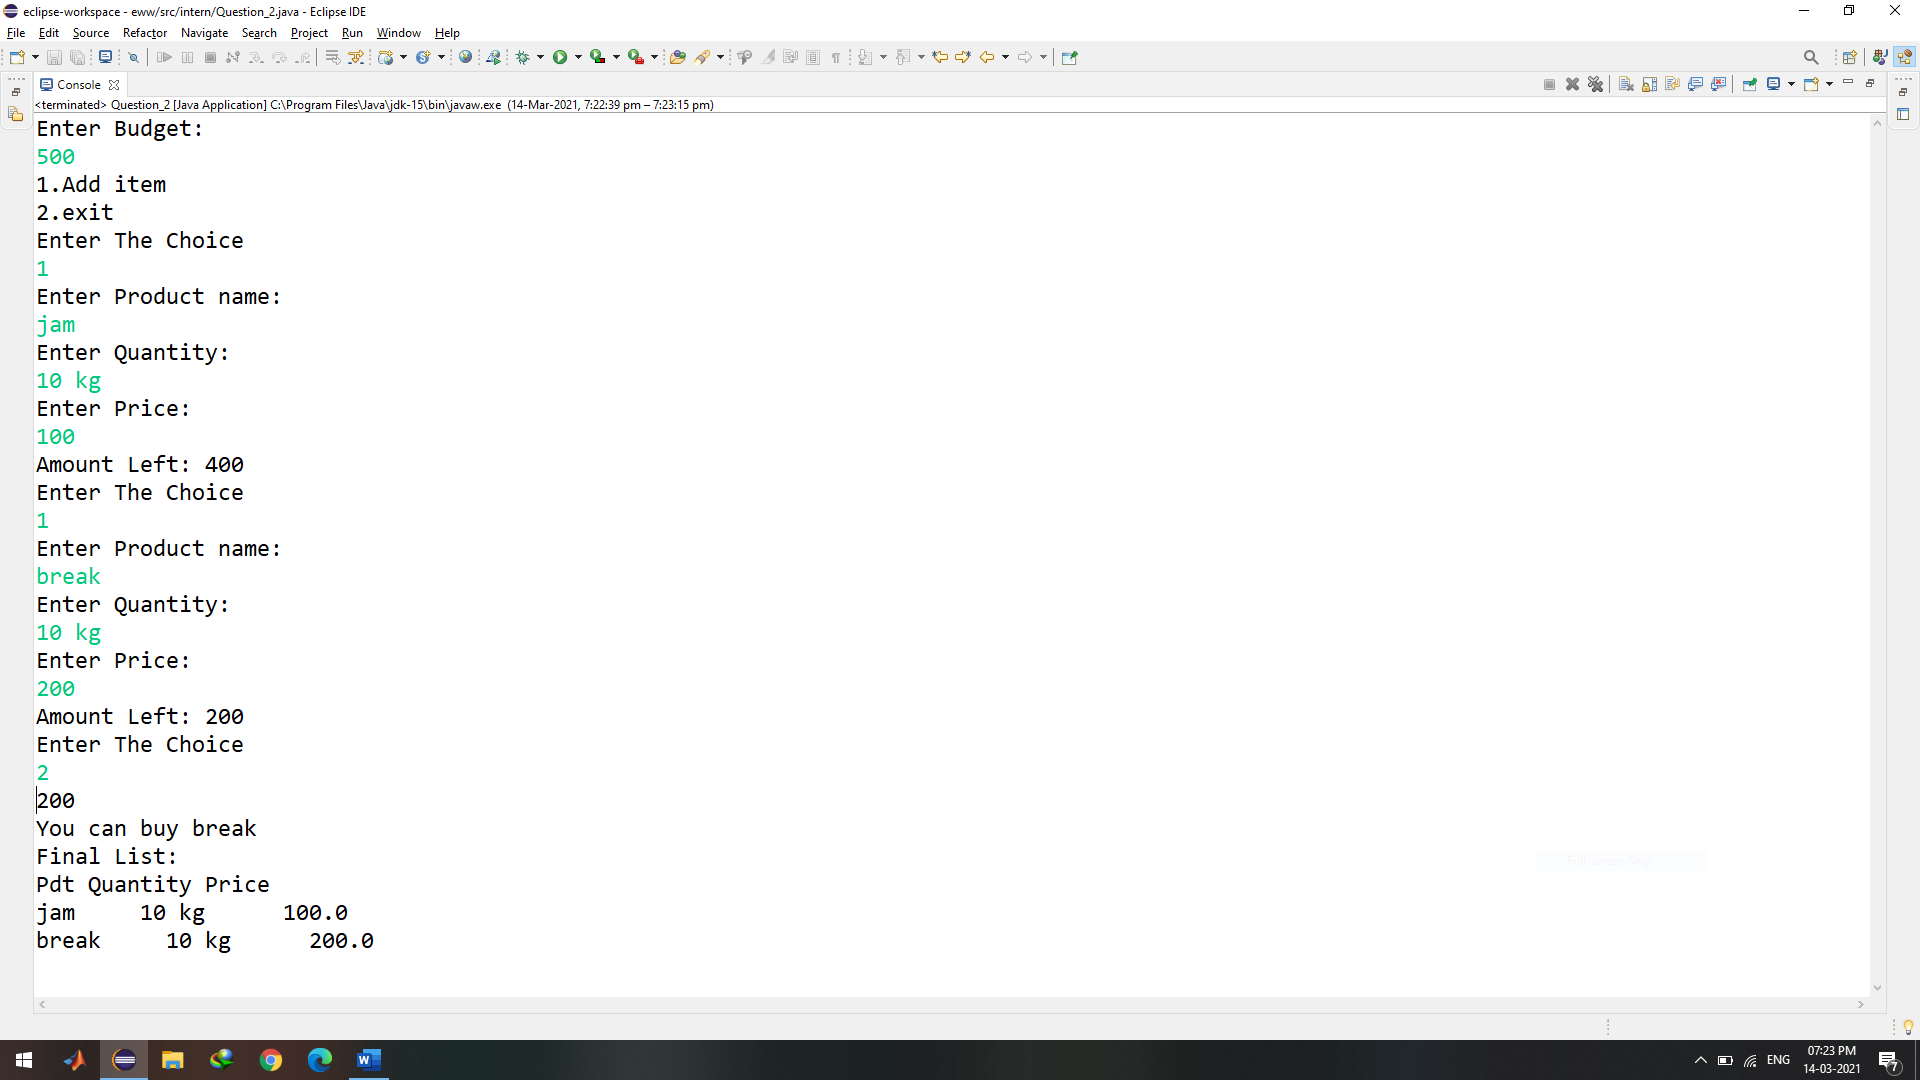 eclipse-workspace - eww/src/intern/Question_2.java - Eclipse IDE
File Edit Source Refactor Navigate Search Project Run Window Help
Console
<terminated> Question_2 [Java Application] C:\Program Files\Java\jdk-15\bin\javaw.exe (14-Mar-2021, 7:22:39 pm – 7:23:15 pm)
Enter Budget:
500
1.Add item
2.exit
Enter The Choice
1
Enter Product name:
jam
Enter Quantity:
10 kg
Enter Price:
100
Amount Left: 400
Enter The Choice
1
Enter Product name:
break
Enter Quantity:
10 kg
Enter Price:
200
Amount Left: 200
Enter The Choice
2
200
You can buy break
Final List:
Pdt Quantity Price
jam     10 kg      100.0
break     10 kg      200.0
ENG
07:23 PM
14-03-2021
7